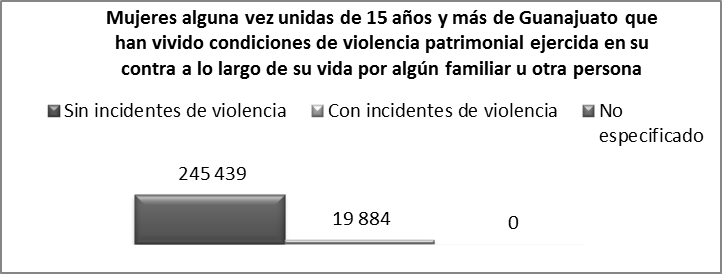 Mujeres alguna vez unidas de 15 años y más de Guanajuato que
han vivido condiciones de violencia patrimonial ejercida en su
contra a lo largo de su vida por algún familiar u otra persona
Sin incidentes de violencia Con incidentes de violencia No
especificado
245 439
19 884 0